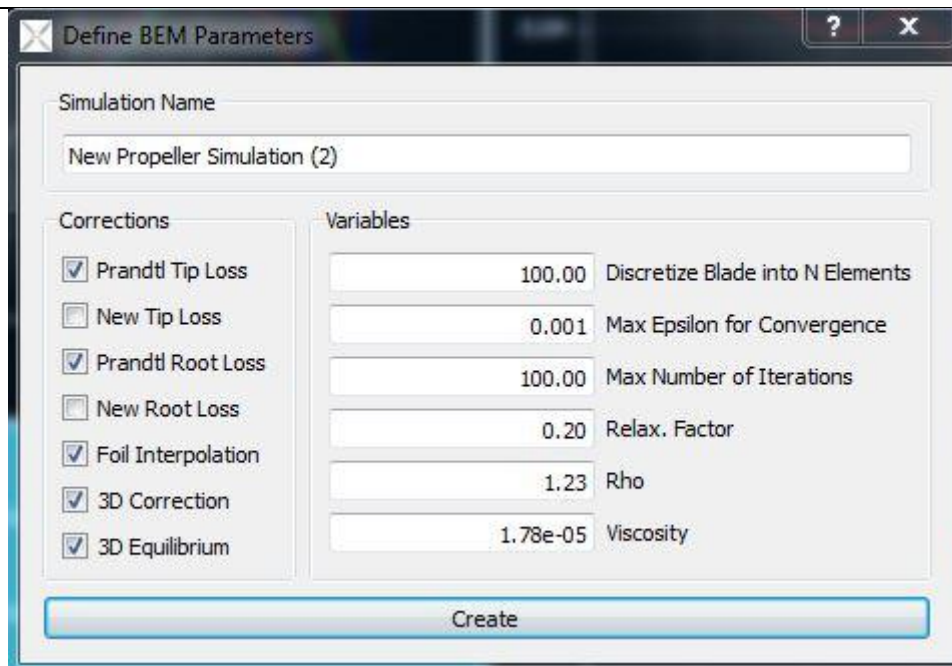 Define BEM Parameters
Simulation Name
New Propeller Simulation (2)
Corrections
Prandtl Tip Loss
New Tip Loss
Prandtl Root Loss
New Root Loss
Foil Interpolation
3D Correction
3D Equilibrium
Variables
100.00 Discretize Blade into N Elements
0.001 Max Epsilon for Convergence
100.00 Max Number of Iterations
0.20 Relax. Factor
1.23 Rho
1.78e-05 Viscosity
Create